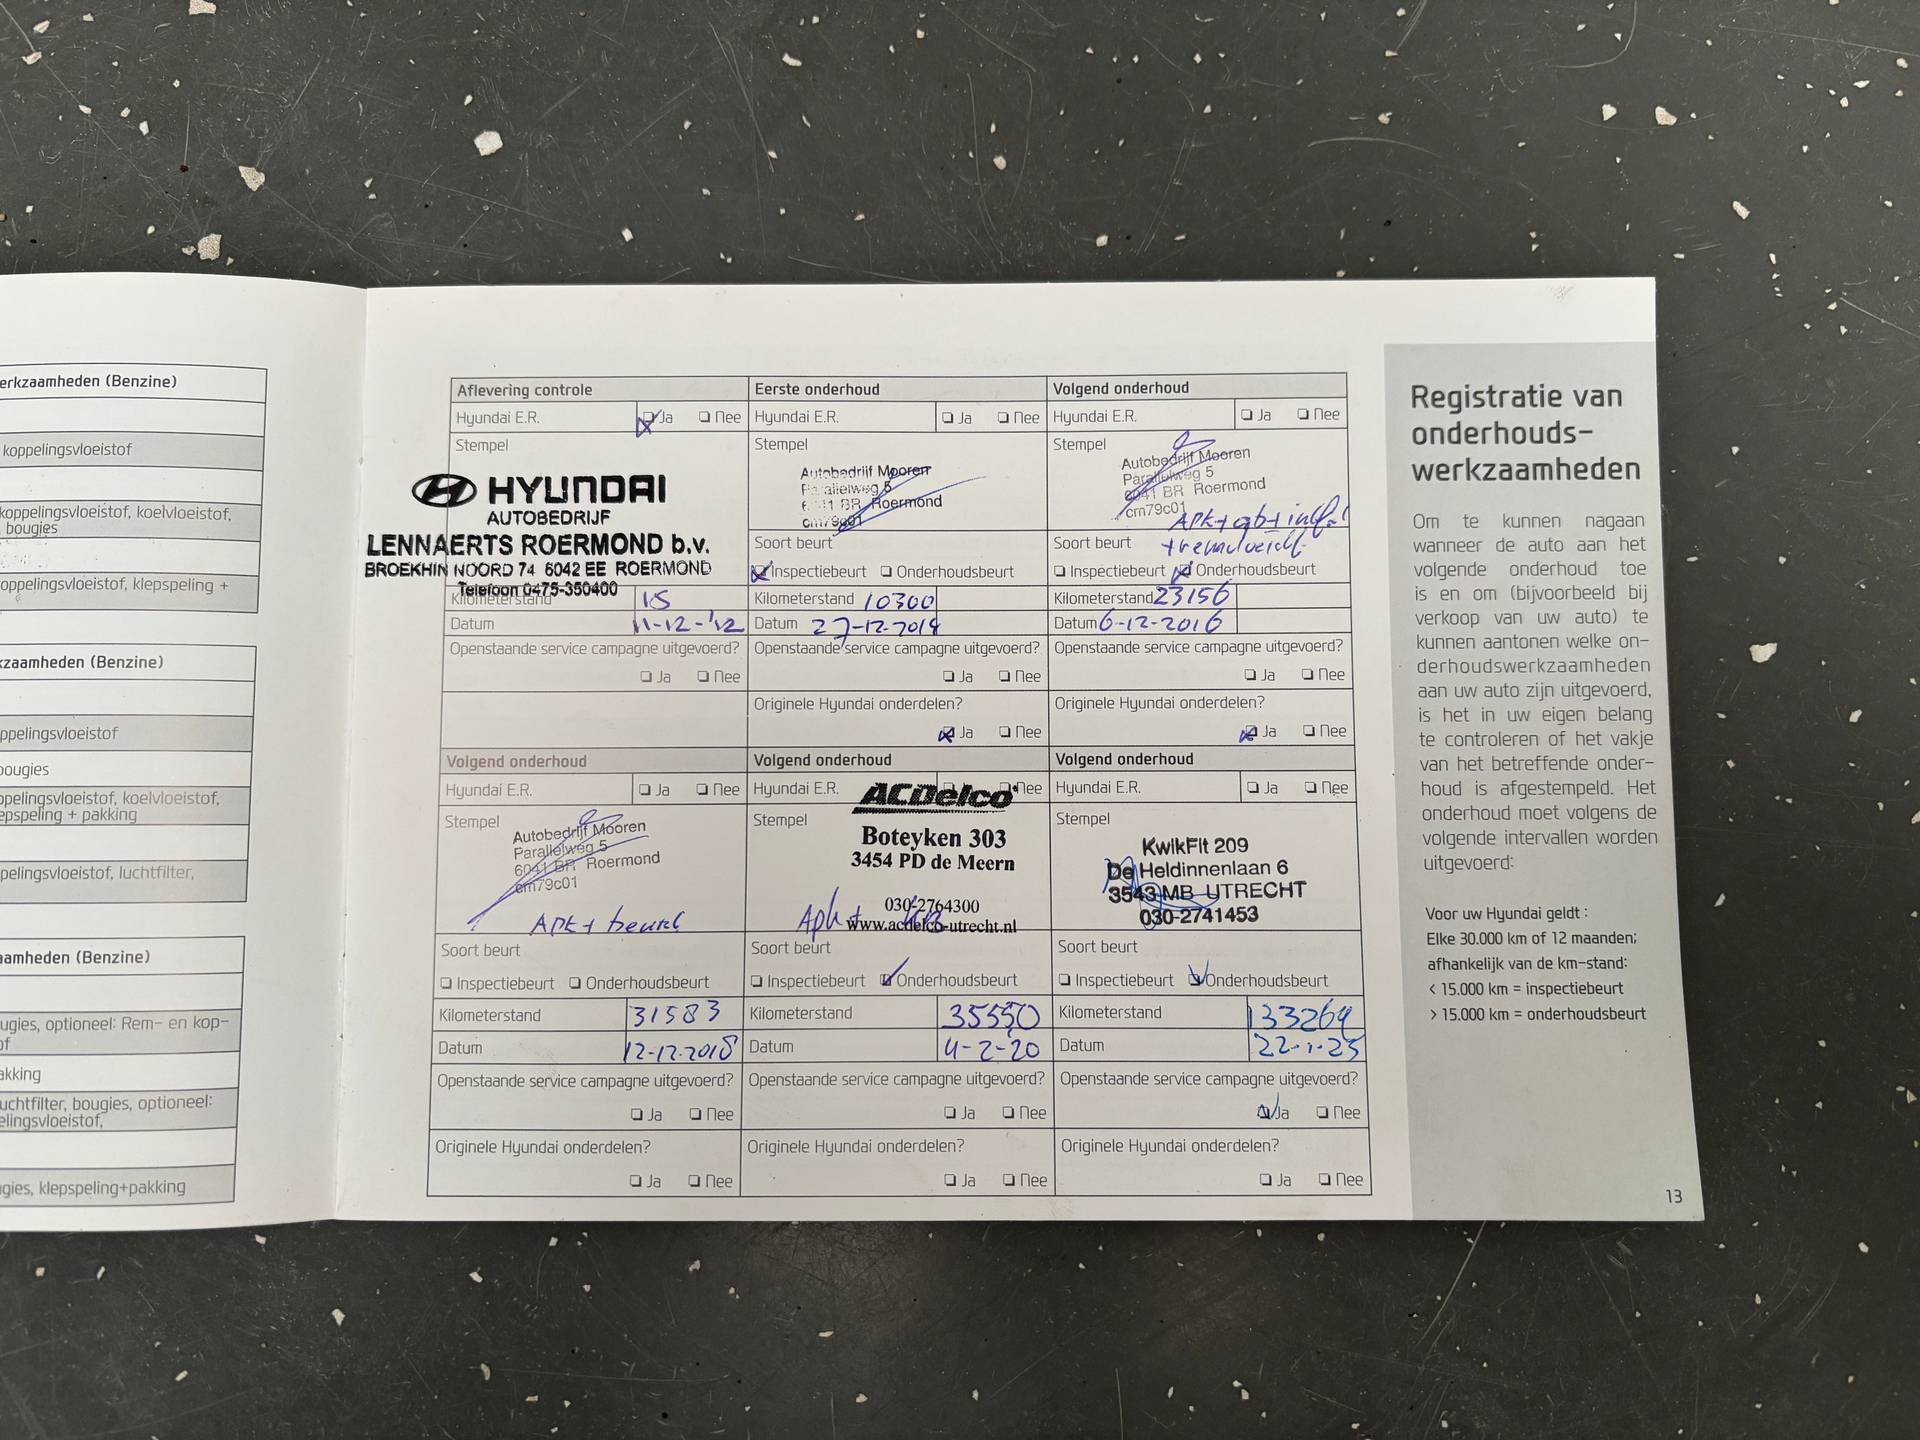 erkzaamheden (Benzine)
koppelingsvloeistof
koppelingsvloeistof, koelvloeistof,
bougies
oppelingsvloeistof, klepspeling +
kzaamheden (Benzine)
ppelingsvloeistof
bougies
ppelingsvloeistof, koelvloeistof,
epspeling + pakking
pelingsvloeistof, luchtfilter,
aamheden (Benzine)
ugies, optioneel: Rem- en kop-
of
akking
uchtfilter, bougies, optioneel:
elingsvloeistof,
gies, klepspeling+pakking
Aflevering controle
Hyundai E.R. Ja Nee
Stempel
HYUNDAI
AUTOBEDRIJF
LENNAERTS ROERMOND b.v.
BROEKHIN NOORD 74 6042 EE ROERMOND
Telefoon 0475-350400
Kilometerstand 15
Datum 11-12-'12
Openstaande service campagne uitgevoerd?
Ja Nee
Eerste onderhoud
Hyundai E.R. Ja Nee
Stempel
Autobedrijf Mooren
Parallelweg 5
6041 BR Roermond
cm79c01
Soort beurt
Inspectiebeurt Onderhoudsbeurt
Kilometerstand 10300
Datum 27-12-2014
Openstaande service campagne uitgevoerd?
Ja Nee
Originele Hyundai onderdelen?
Ja Nee
Volgend onderhoud
Hyundai E.R. Ja Nee
Stempel
Autobedrijf Mooren
Parallelweg 5
6041 BR Roermond
cm79c01
APK+
Soort beurt
Inspectiebeurt Onderhoudsbeurt
Kilometerstand 23156
Datum 6-12-2016
Openstaande service campagne uitgevoerd?
Ja Nee
Originele Hyundai onderdelen?
Ja Nee
Volgend onderhoud
Hyundai E.R. Ja Nee
Stempel
Autobedrijf Mooren
Parallelweg 5
6041 BR Roermond
cm79c01
APK+ beurt
Soort beurt
Inspectiebeurt Onderhoudsbeurt
Kilometerstand 31583
Datum 12-12-2018
Openstaande service campagne uitgevoerd?
Ja Nee
Originele Hyundai onderdelen?
Ja Nee
Volgend onderhoud
Hyundai E.R. Ja Nee
ACDelco
Stempel
Boteyken 303
3454 PD de Meern
030-2764300
Apk +
www.acdelco-utrecht.nl
Soort beurt
Inspectiebeurt Onderhoudsbeurt
Kilometerstand 35550
Datum 4-2-20
Openstaande service campagne uitgevoerd?
Ja Nee
Originele Hyundai onderdelen?
Ja Nee
Volgend onderhoud
Hyundai E.R. Ja Nee
Stempel
KwikFit 209
De Heldinnenlaan 6
3543 MB UTRECHT
030-2741453
Soort beurt
Inspectiebeurt Onderhoudsbeurt
Kilometerstand 133264
Datum 22-1-25
Openstaande service campagne uitgevoerd?
Ja Nee
Originele Hyundai onderdelen?
Ja Nee
Registratie van
onderhouds-
werkzaamheden
Om te kunnen nagaan
wanneer de auto aan het
volgende onderhoud toe
is en om (bijvoorbeeld bij
verkoop van uw auto) te
kunnen aantonen welke on-
derhoudswerkzaamheden
aan uw auto zijn uitgevoerd,
is het in uw eigen belang
te controleren of het vakje
van het betreffende onder-
houd is afgestempeld. Het
onderhoud moet volgens de
volgende intervallen worden
uitgevoerd:
Voor uw Hyundai geldt :
Elke 30.000 km of 12 maanden;
afhankelijk van de km-stand:
< 15.000 km = inspectiebeurt
> 15.000 km = onderhoudsbeurt
13